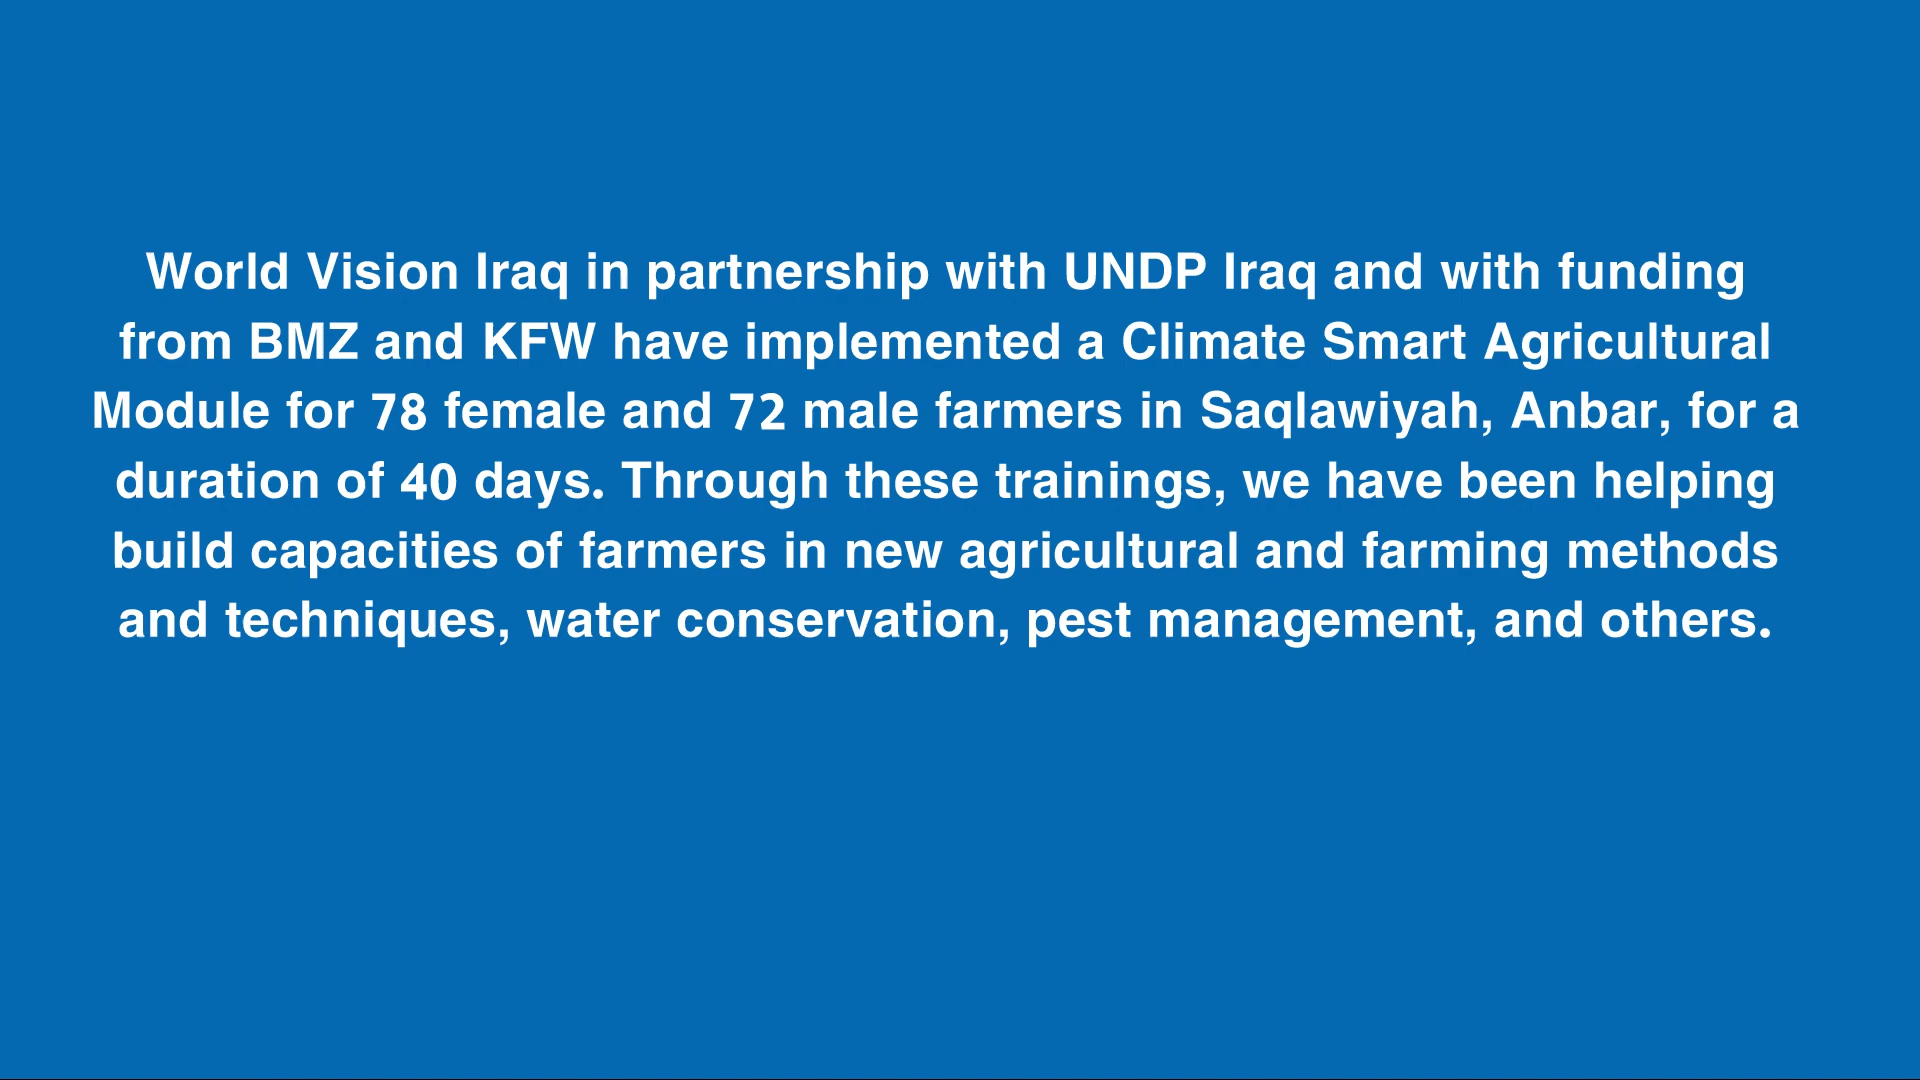 World Vision Iraq in partnership with UNDP Iraq and with funding
from BMZ and KFW have implemented a Climate Smart Agricultural
Module for 78 female and 72 male farmers in Saqlawiyah, Anbar, for a
duration of 40 days. Through these trainings, we have been helping
build capacities of farmers in new agricultural and farming methods
and techniques, water conservation, pest management, and others.